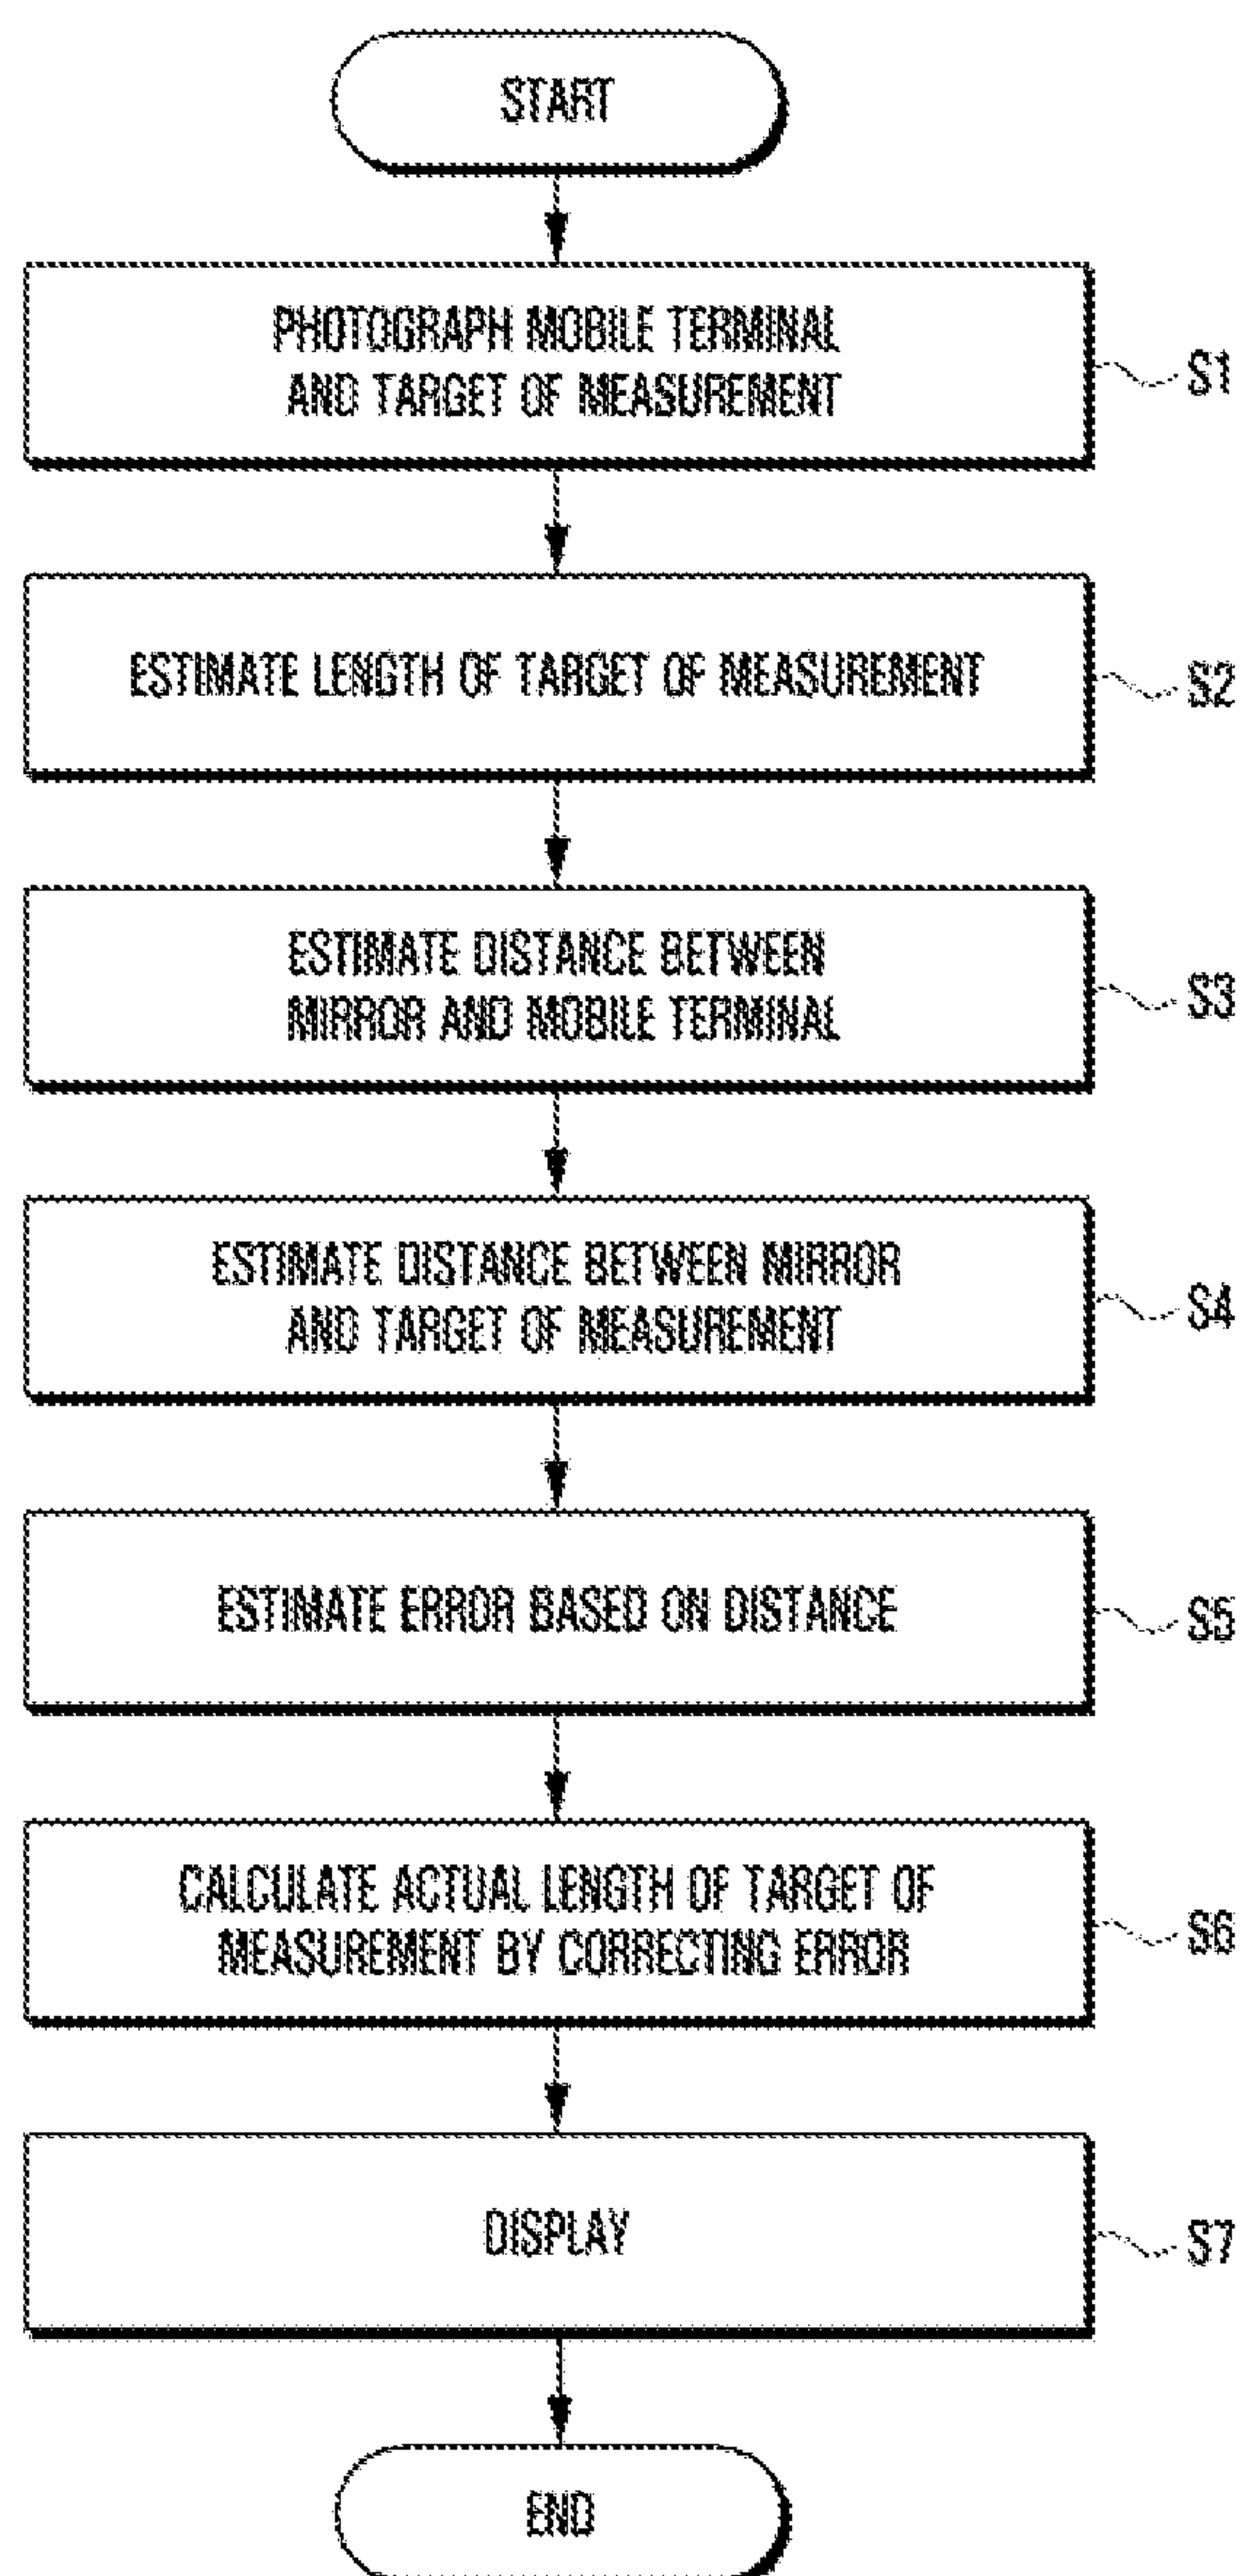 START
PHOTOGRAPH MOBILE TERMINAL
AND TARGET OF MEASUREMENT
S1
ESTIMATE LENGTH OF TARGET OF MEASUREMENT
S2
ESTIMATE DISTANCE BETWEEN
MIRROR AND MOBILE TERMINAL
S3
ESTIMATE DISTANCE BETWEEN MIRROR
AND TARGET OF MEASUREMENT
S4
ESTIMATE ERROR BASED ON DISTANCE
S5
CALCULATE ACTUAL LENGTH OF TARGET OF
MEASUREMENT BY CORRECTING ERROR
S6
DISPLAY
S7
END